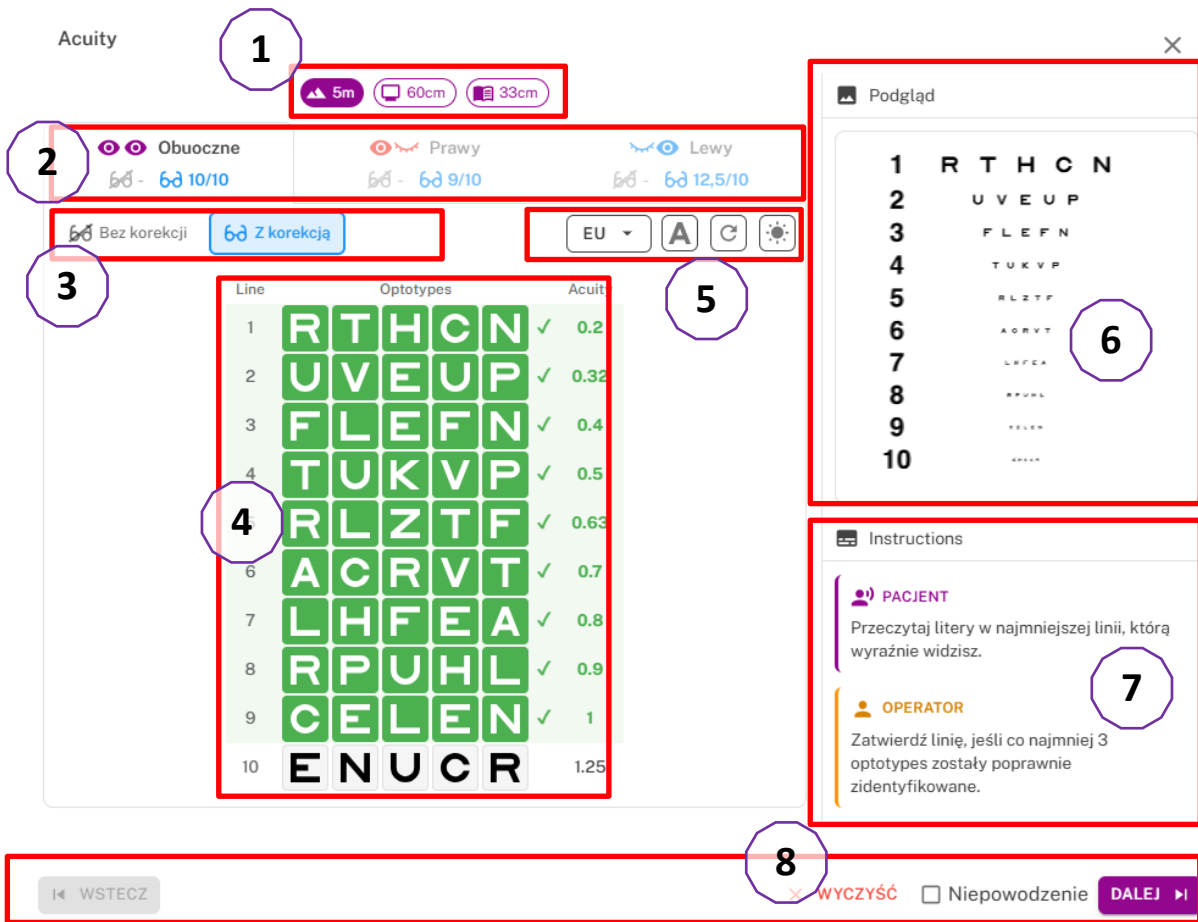 Acuity
1
5m 60cm 33cm
2
Obuoczne Prawy Lewy
- 10/10 - 9/10 - 12,5/10
3
Bez korekcji Z korekcją
EU A
5
Line Optotypes Acuity
1 R T H C N ✓ 0.2
2 U V E U P ✓ 0.32
3 F L E F N ✓ 0.4
4 T U K V P ✓ 0.5
R L Z T F ✓ 0.63
4
6 A C R V T ✓ 0.7
7 L H F E A ✓ 0.8
8 R P U H L ✓ 0.9
9 C E L E N ✓ 1
10 E N U C R 1.25
Podgląd
1 R T H C N
2 U V E U P
3 F L E F N
4 T U K V P
5 R L Z T F
6 A C R V T
7 L H F E A
8 R P U H L
9
10
6
Instructions
PACJENT
Przeczytaj litery w najmniejszej linii, którą
wyraźnie widzisz.
7
OPERATOR
Zatwierdź linię, jeśli co najmniej 3
optotypes zostały poprawnie
zidentyfikowane.
8
WSTECZ WYCZYŚĆ Niepowodzenie DALEJ